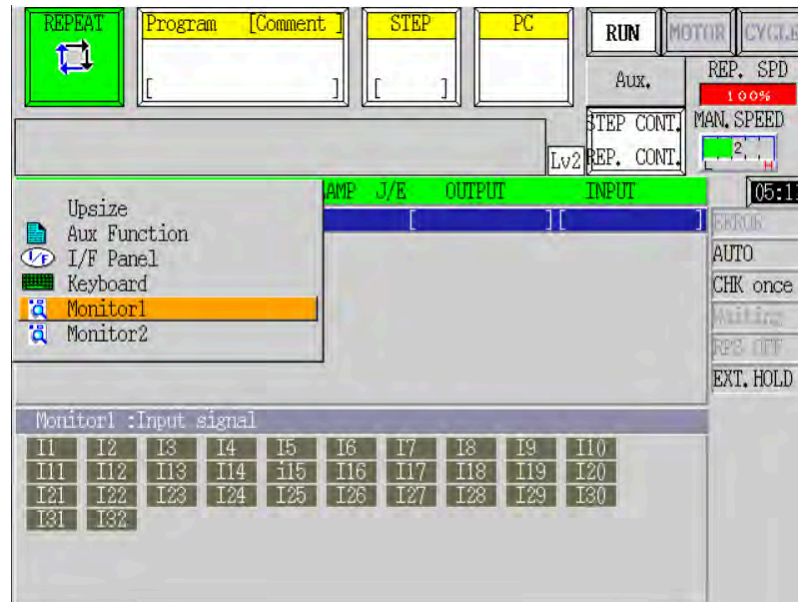 REPEAT
Program [Comment ]
[ ]
STEP
[ ]
PC
RUN
MOTOR
CYCLE
Aux.
REP. SPD
100%
STEP CONT.
REP. CONT.
MAN. SPEED
2
L H
Lv2
AMP J/E OUTPUT INPUT
[ ][ ]
05:1
ERROR
AUTO
CHK once
Waiting
RPS OFF
EXT. HOLD
Upsize
Aux Function
I/F I/F Panel
Keyboard
Monitor1
Monitor2
Monitor1 :Input signal
I1 I2 I3 I4 I5 I6 I7 I8 I9 I10
I11 I12 I13 I14 i15 I16 I17 I18 I19 I20
I21 I22 I23 I24 I25 I26 I27 I28 I29 I30
I31 I32